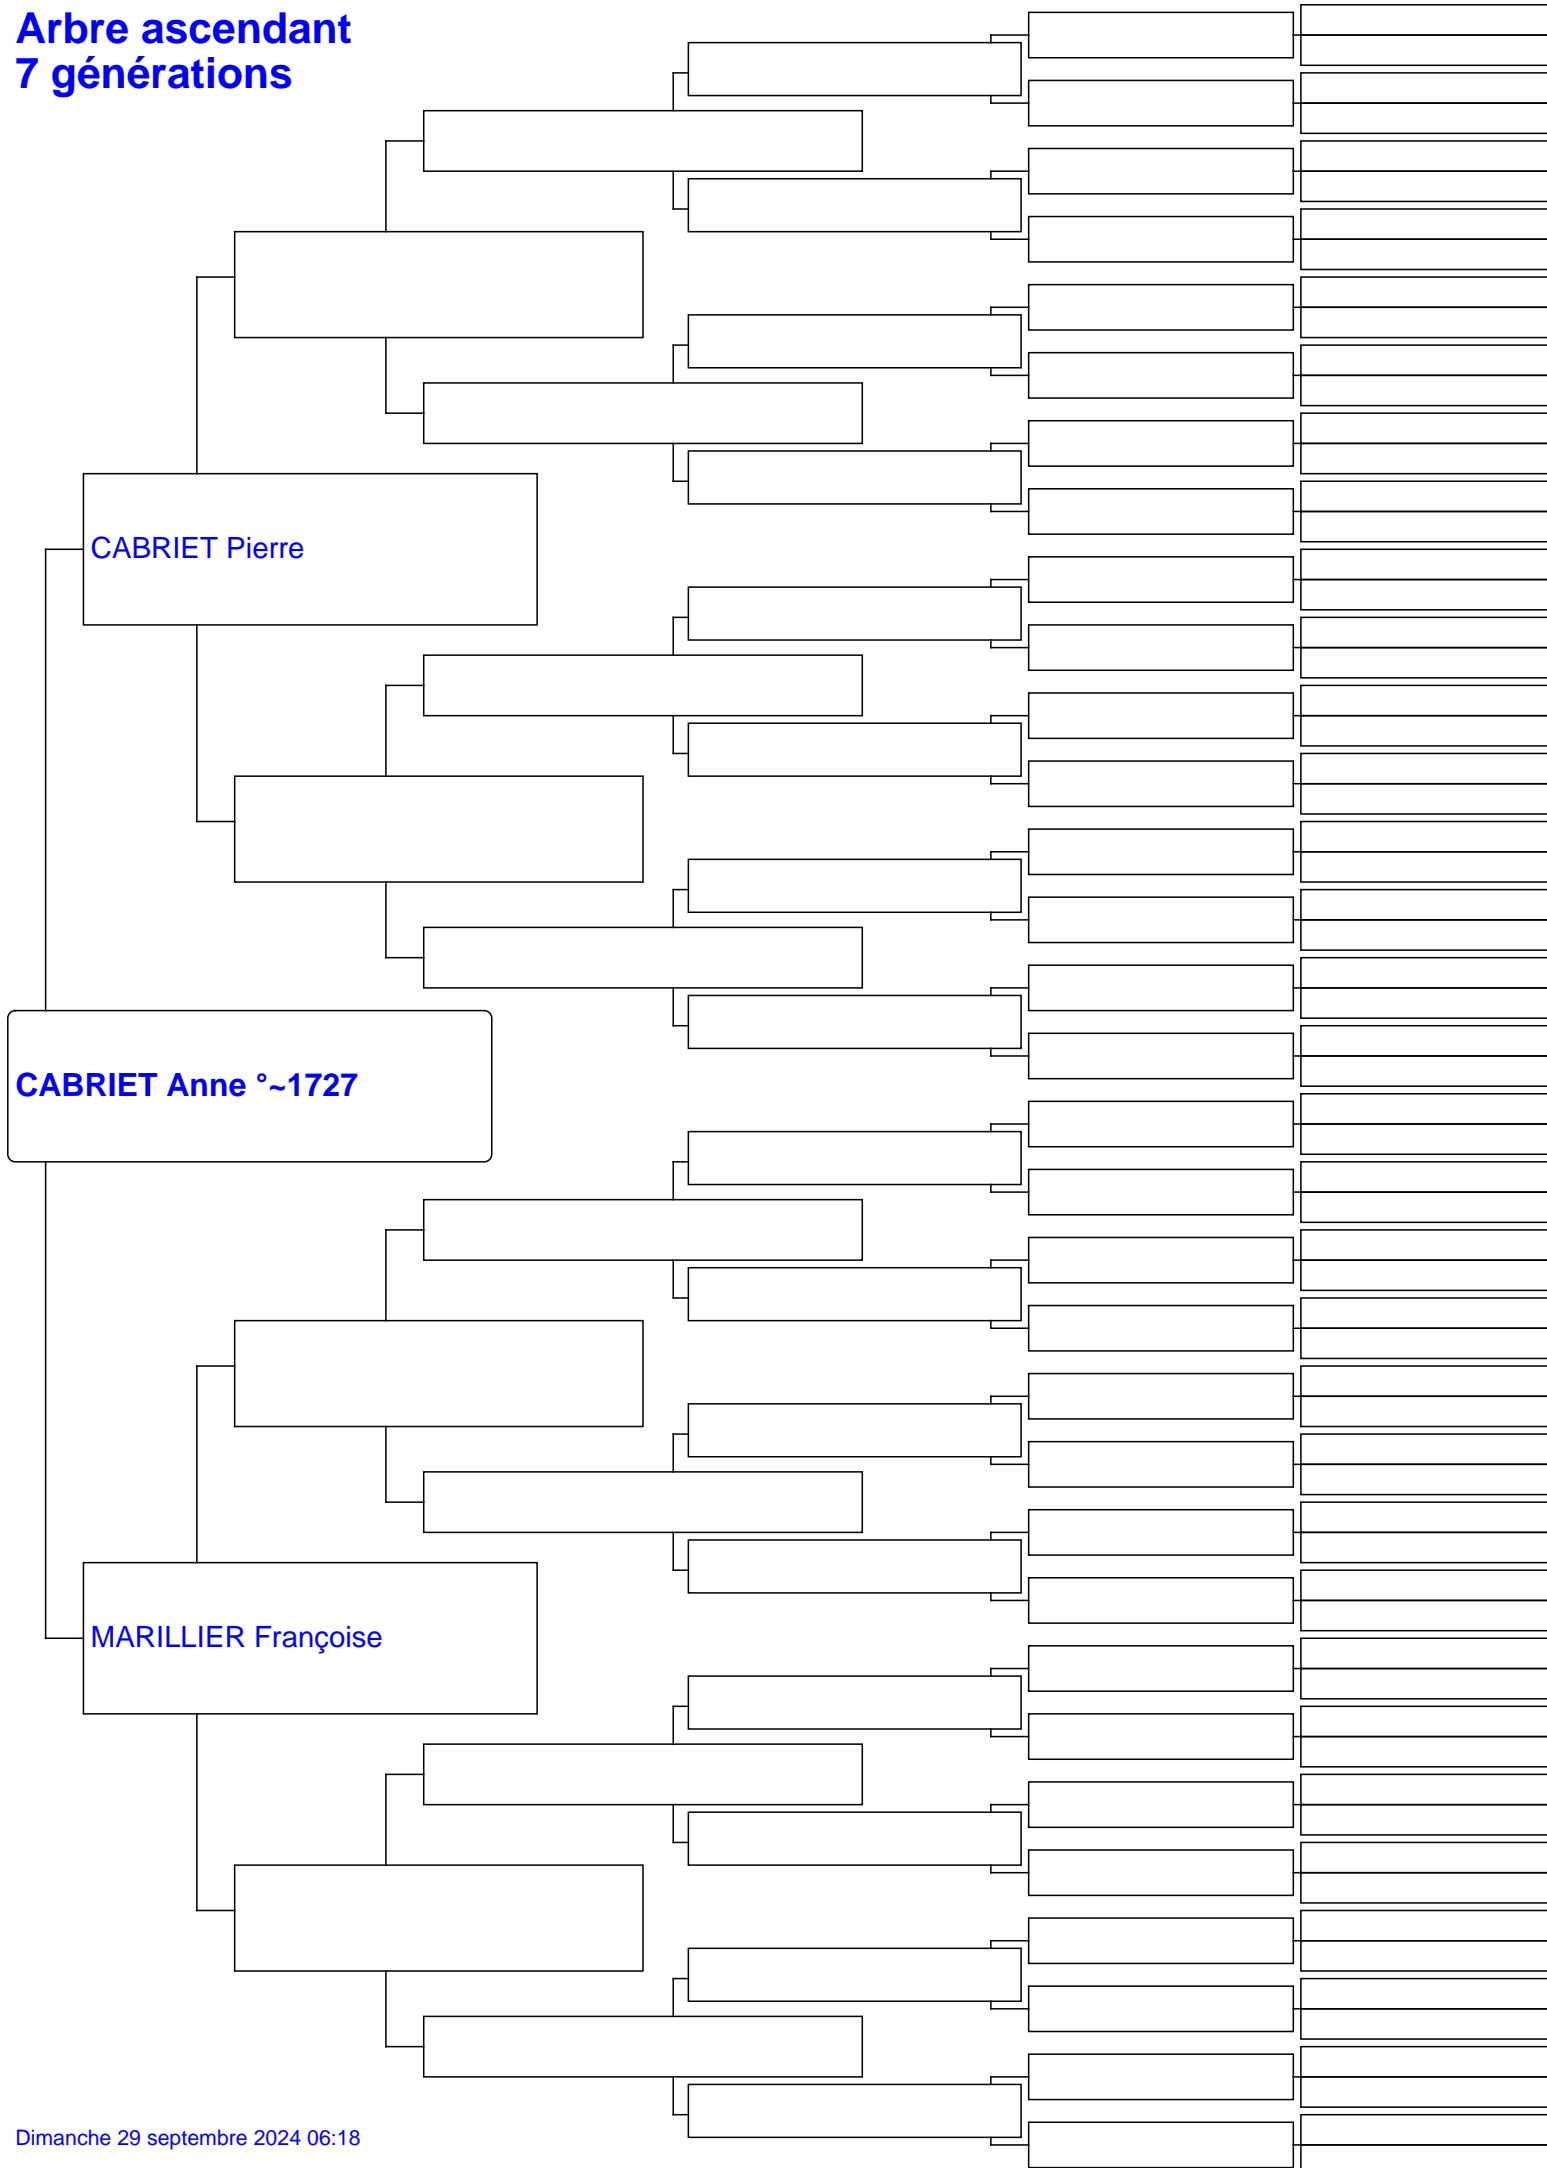 Arbre ascendant
7 générations
CABRIET Pierre
CABRIET Anne °~1727
MARILLIER Françoise
Dimanche 29 septembre 2024 06:18